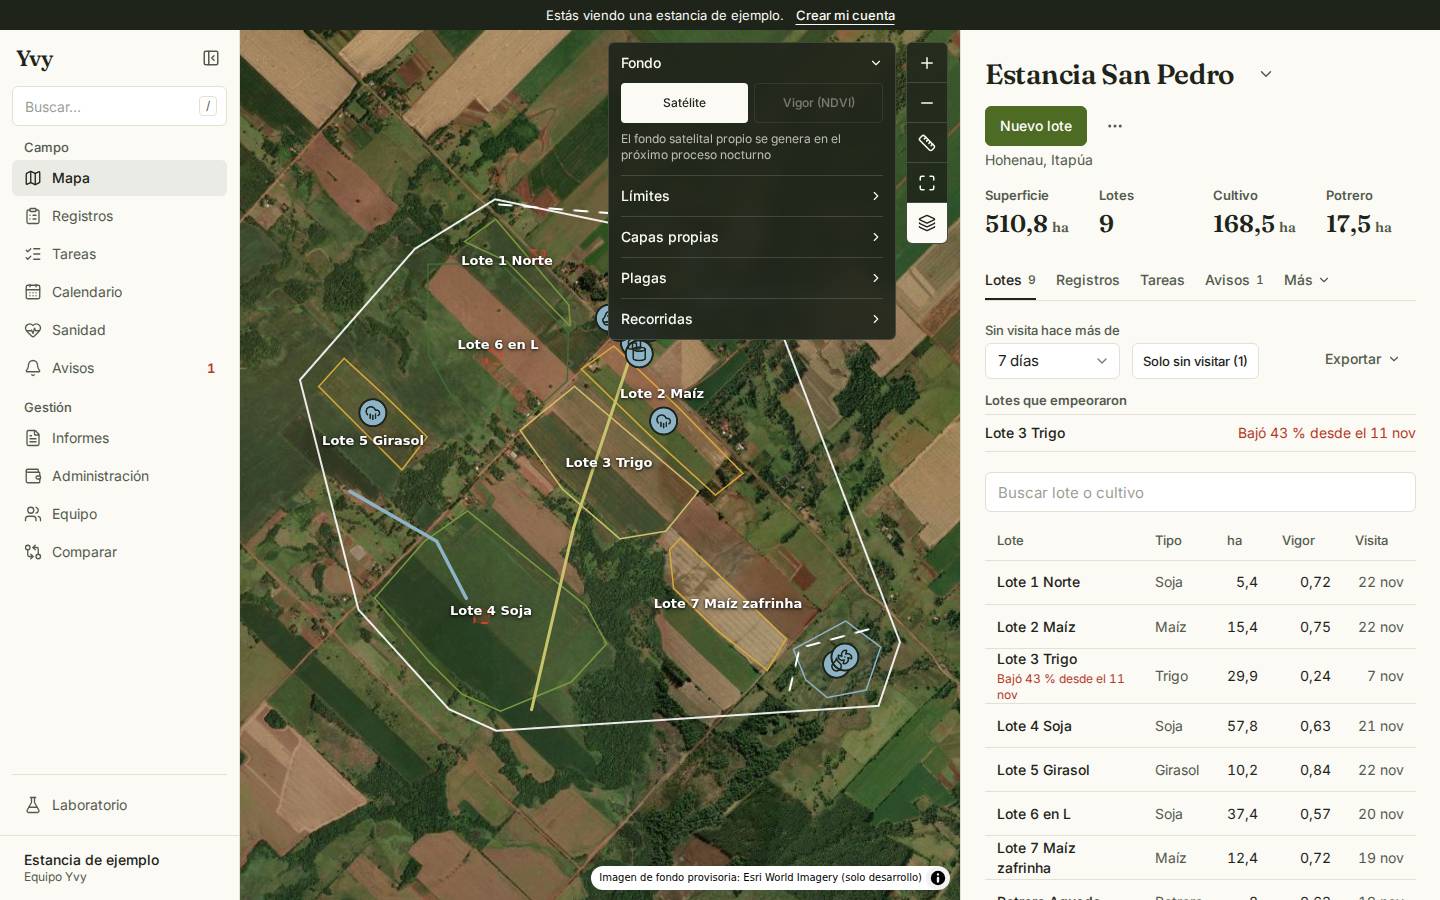 Estás viendo una estancia de ejemplo. Crear mi cuenta
Yvy
Buscar... /
Campo
Mapa
Registros
Tareas
Calendario
Sanidad
Avisos 1
Gestión
Informes
Administración
Equipo
Comparar
Laboratorio
Estancia de ejemplo
Equipo Yvy
Fondo
Satélite Vigor (NDVI)
El fondo satelital propio se genera en el
próximo proceso nocturno
Límites
Capas propias
Plagas
Recorridas
Lote 1 Norte
Lote 6 en L
Lote 2 Maíz
Lote 5 Girasol
Lote 3 Trigo
Lote 4 Soja
Lote 7 Maíz zafrinha
Imagen de fondo provisoria: Esri World Imagery (solo desarrollo)
Estancia San Pedro
Nuevo lote
Hohenau, Itapúa
Superficie Lotes Cultivo Potrero
510,8 ha 9 168,5 ha 17,5 ha
Lotes 9 Registros Tareas Avisos 1 Más
Sin visita hace más de
7 días Solo sin visitar (1) Exportar
Lotes que empeoraron
Lote 3 Trigo Bajó 43 % desde el 11 nov
Buscar lote o cultivo
Lote Tipo ha Vigor Visita
Lote 1 Norte Soja 5,4 0,72 22 nov
Lote 2 Maíz Maíz 15,4 0,75 22 nov
Lote 3 Trigo Trigo 29,9 0,24 7 nov
Bajó 43 % desde el 11
nov
Lote 4 Soja Soja 57,8 0,63 21 nov
Lote 5 Girasol Girasol 10,2 0,84 22 nov
Lote 6 en L Soja 37,4 0,57 20 nov
Lote 7 Maíz
zafrinha Maíz 12,4 0,72 19 nov